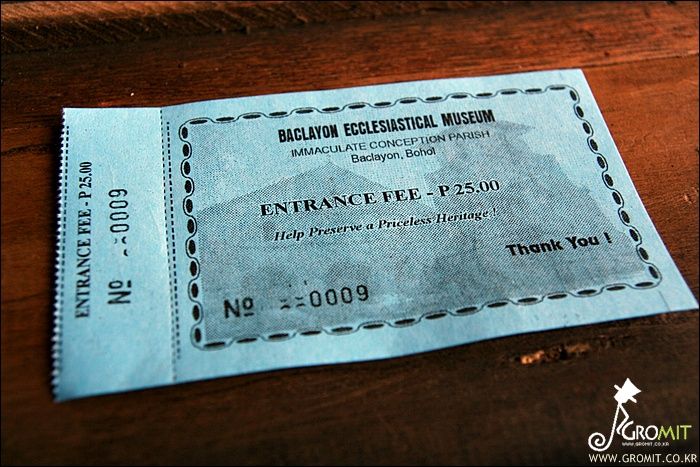 ENTRANCE FEE - P 25.00
Nº 0009
BACLAYON ECCLESIASTICAL MUSEUM
IMMACULATE CONCEPTION PARISH
Baclayon, Bohol
ENTRANCE FEE - P 25.00
Help Preserve a Priceless Heritage !
Thank You !
Nº 0009
GROMIT
WWW.GROMIT.CO.KR
WWW.GROMIT.CO.KR